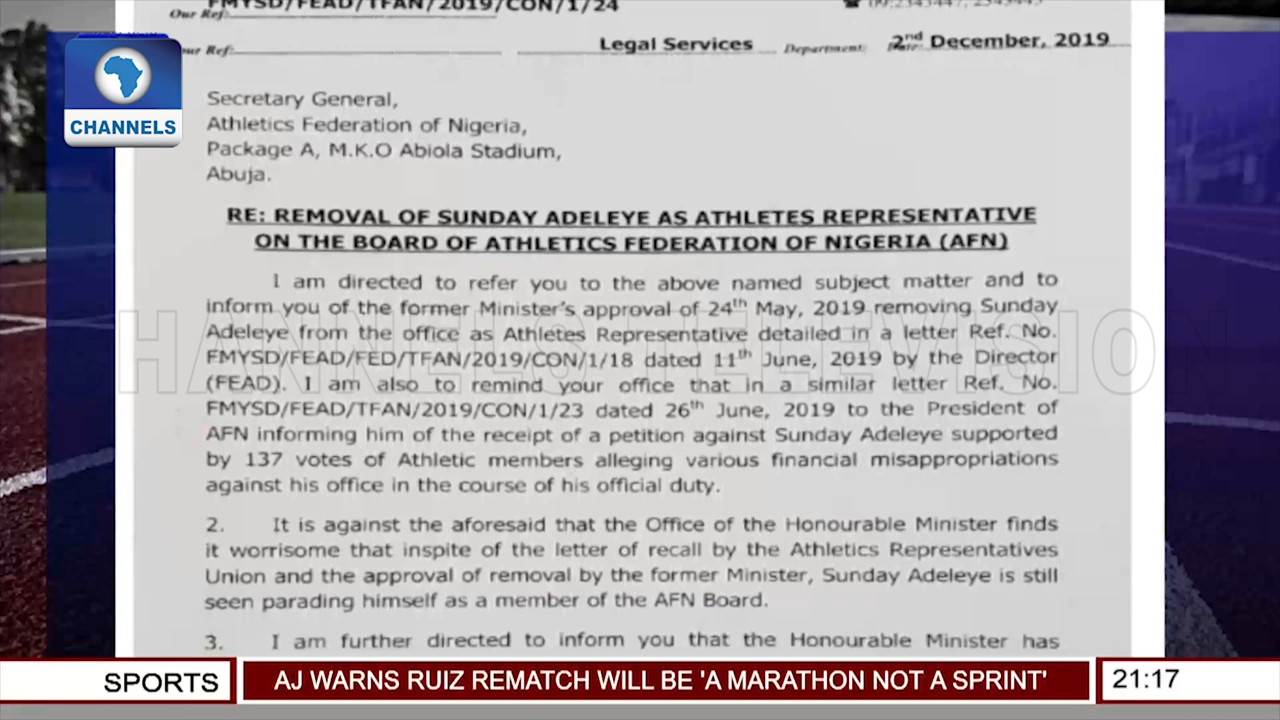 FMYSD/FEAD/TFAN/2019/CON/1/24
Our Ref:
our Ref: Legal Services Department: 2nd December, 2019
CHANNELS
Secretary General,
Athletics Federation of Nigeria,
Package A, M.K.O Abiola Stadium,
Abuja.
RE: REMOVAL OF SUNDAY ADELEYE AS ATHLETES REPRESENTATIVE
ON THE BOARD OF ATHLETICS FEDERATION OF NIGERIA (AFN)
I am directed to refer you to the above named subject matter and to
inform you of the former Minister's approval of 24th May, 2019 removing Sunday
Adeleye from the office as Athletes Representative detailed in a letter Ref. No.
FMYSD/FEAD/FED/TFAN/2019/CON/1/18 dated 11th June, 2019 by the Director
(FEAD). I am also to remind your office that in a similar letter Ref. No.
FMYSD/FEAD/TFAN/2019/CON/1/23 dated 26th June, 2019 to the President of
AFN informing him of the receipt of a petition against Sunday Adeleye supported
by 137 votes of Athletic members alleging various financial misappropriations
against his office in the course of his official duty.
2. It is against the aforesaid that the Office of the Honourable Minister finds
it worrisome that inspite of the letter of recall by the Athletics Representatives
Union and the approval of removal by the former Minister, Sunday Adeleye is still
seen parading himself as a member of the AFN Board.
3. I am further directed to inform you that the Honourable Minister has
CHANNELS TELEVISION
SPORTS AJ WARNS RUIZ REMATCH WILL BE 'A MARATHON NOT A SPRINT' 21:17